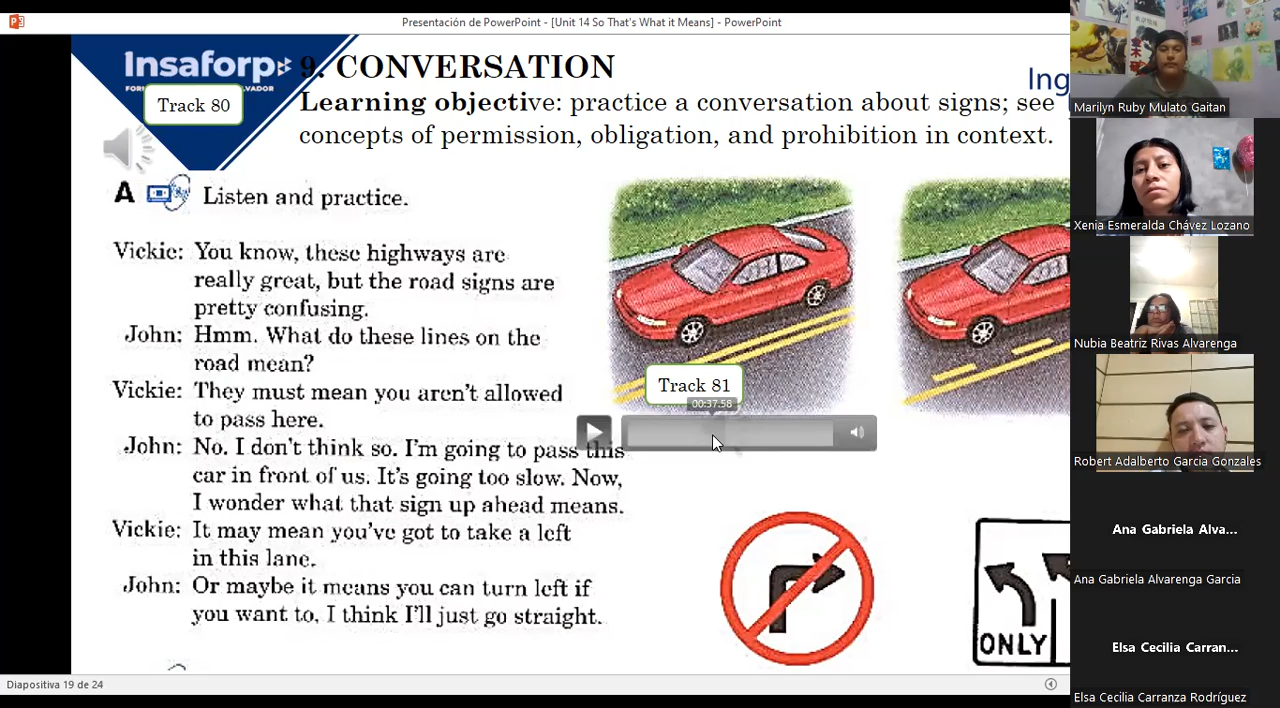 Presentación de PowerPoint - [Unit 14 So That's What it Means] - PowerPoint
Insaforp
Track 80
9. CONVERSATION
Learning objective: practice a conversation about signs; see
concepts of permission, obligation, and prohibition in context.
Ing
A Listen and practice.
Vickie: You know, these highways are
really great, but the road signs are
pretty confusing.
John: Hmm. What do these lines on the
road mean?
Vickie: They must mean you aren't allowed
to pass here.
John: No. I don't think so. I'm going to pass this
car in front of us. It's going too slow. Now,
I wonder what that sign up ahead means.
Vickie: It may mean you've got to take a left
in this lane.
John: Or maybe it means you can turn left if
you want to. I think I'll just go straight.
Track 81
00:37.58
ONLY
Diapositiva 19 de 24
Marilyn Ruby Mulato Gaitan
Xenia Esmeralda Chávez Lozano
Nubia Beatriz Rivas Alvarenga
Robert Adalberto Garcia Gonzales
Ana Gabriela Alva...
Ana Gabriela Alvarenga Garcia
Elsa Cecilia Carran...
Elsa Cecilia Carranza Rodríguez